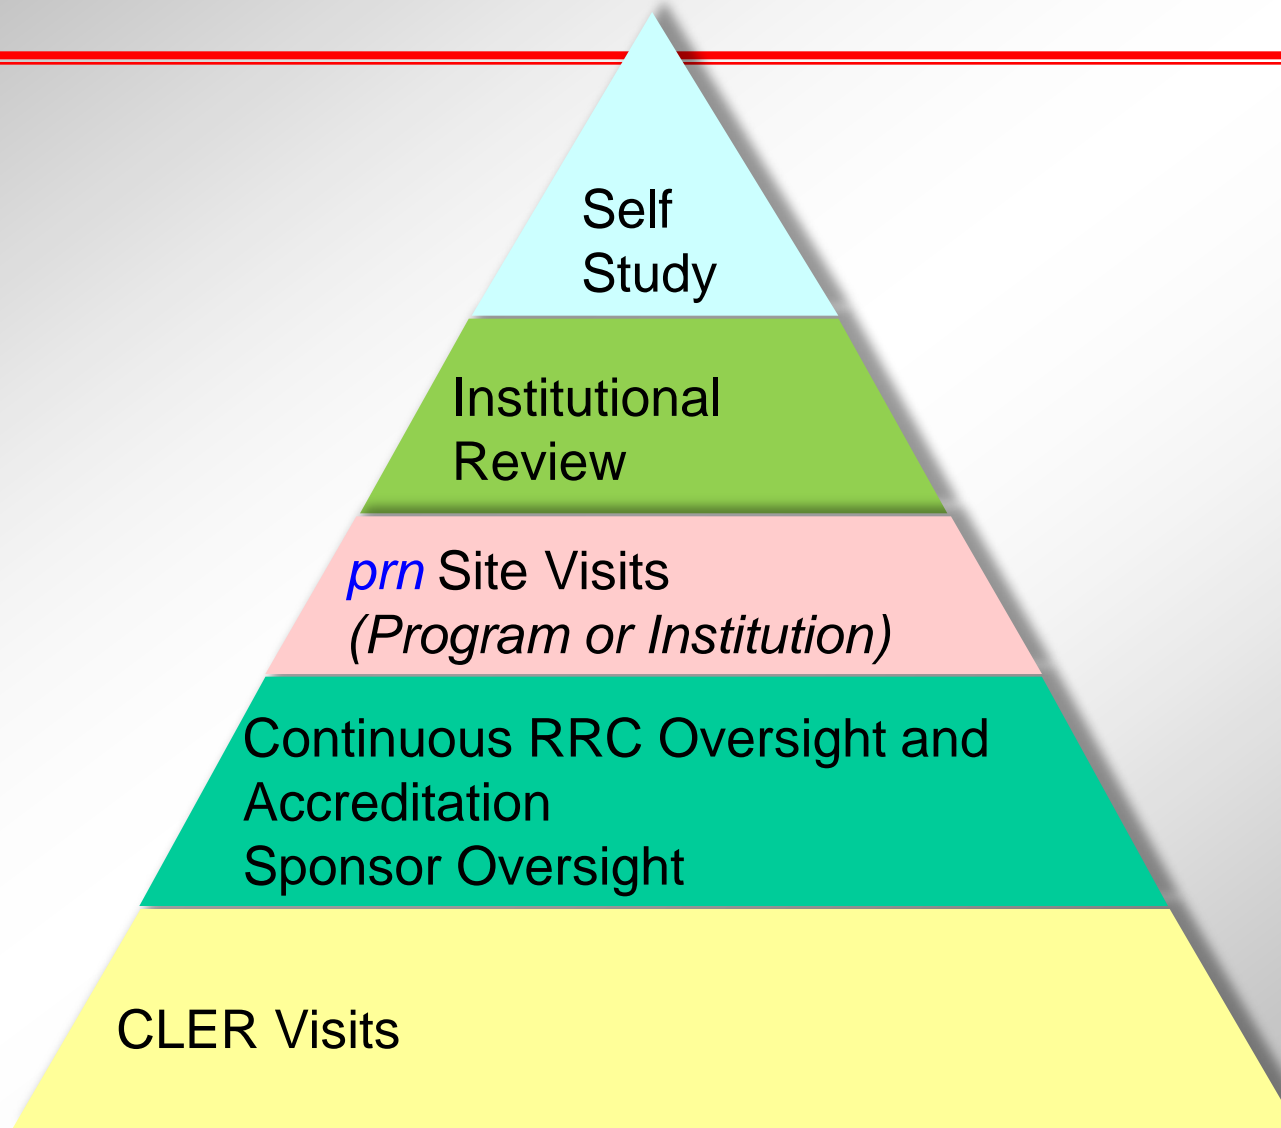 Self
Study
Institutional
Review
prn Site Visits
(Program or Institution)
Continuous RRC Oversight and
Accreditation
Sponsor Oversight
CLER Visits